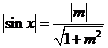 |sin x| = |m| / √(1 + m²)